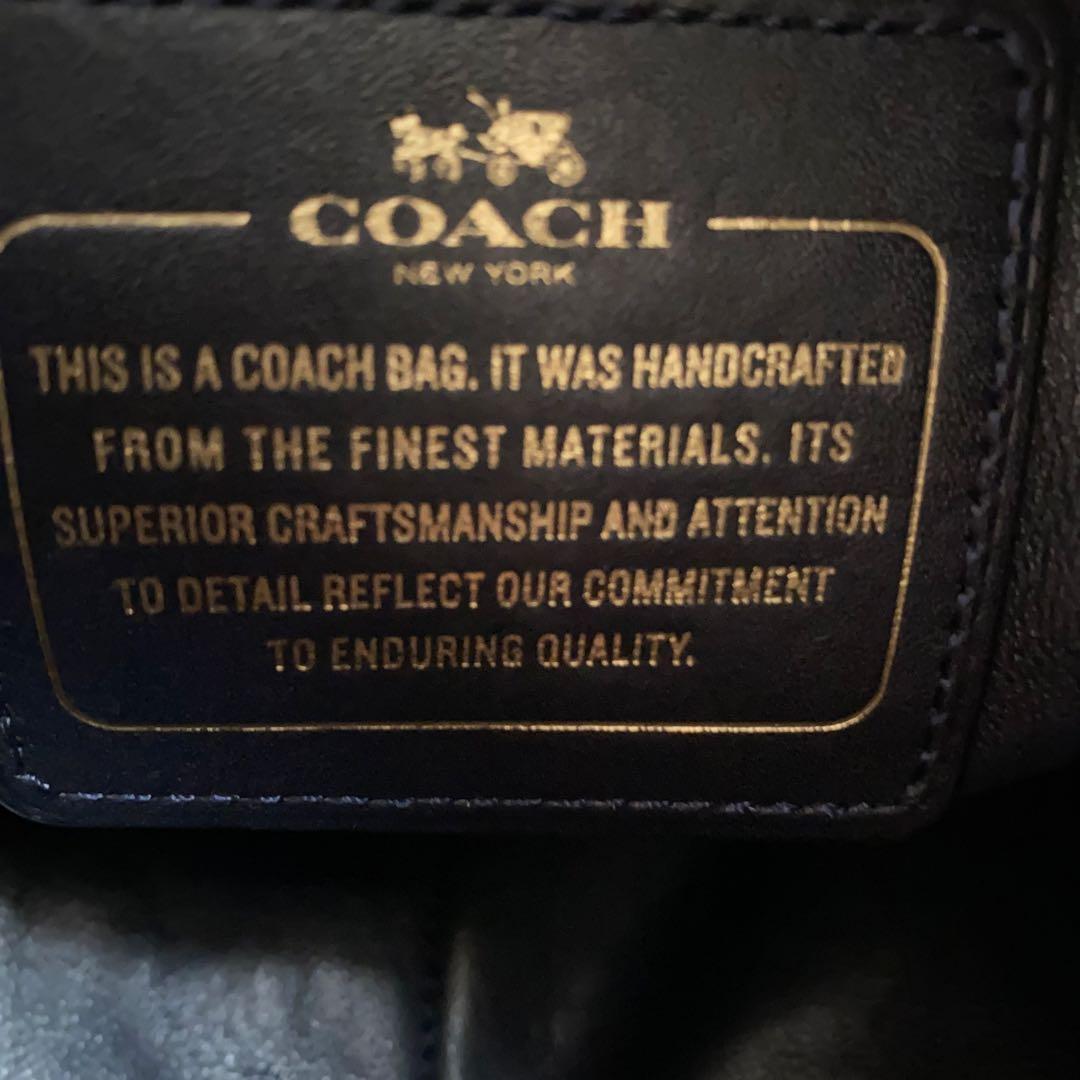 COACH
NEW YORK
THIS IS A COACH BAG. IT WAS HANDCRAFTED
FROM THE FINEST MATERIALS. ITS
SUPERIOR CRAFTSMANSHIP AND ATTENTION
TO DETAIL REFLECT OUR COMMITMENT
TO ENDURING QUALITY.